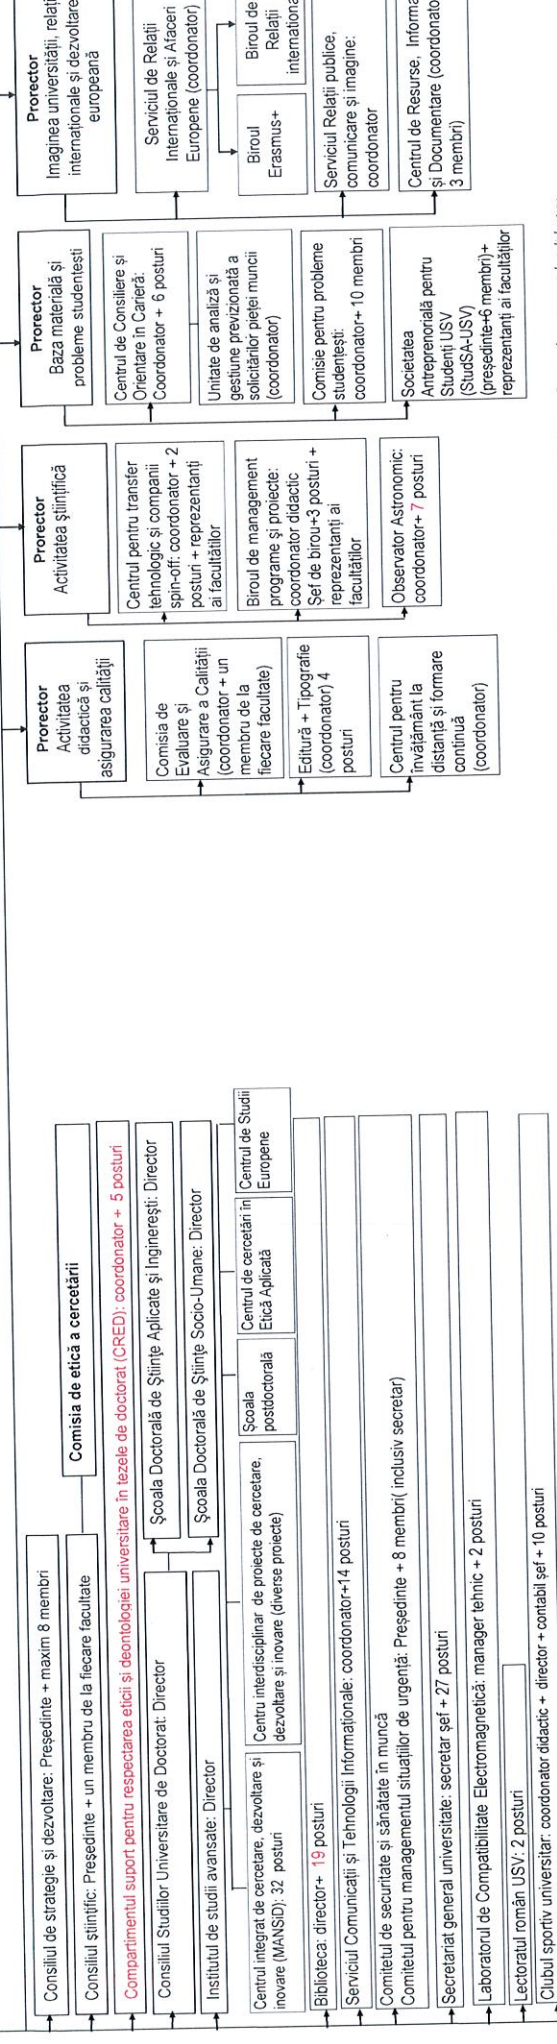 Consiliul de strategie și dezvoltare: Președinte + maxim 8 membri
Consiliul științific: Președinte + un membru de la fiecare facultate
Comisia de etică a cercetării
Compartimentul suport pentru respectarea eticii și deontologiei universitare în tezele de doctorat (CRED): coordonator + 5 posturi
Consiliul Studiilor Universitare de Doctorat: Director
Școala Doctorală de Științe Aplicate și Inginerești: Director
Școala Doctorală de Științe Socio-Umane: Director
Institutul de studii avansate: Director
Centrul integrat de cercetare, dezvoltare și
inovare (MANSiD): 32 posturi
Centru interdisciplinar de proiecte de cercetare,
dezvoltare și inovare (diverse proiecte)
Școala
postdoctorală
Centrul de cercetări în
Etică Aplicată
Centrul de Studii
Europene
Biblioteca: director+ 19 posturi
Serviciul Comunicații și Tehnologii Informaționale: coordonator+14 posturi
Comitetul de securitate și sănătate în muncă
Comitetul pentru managementul situațiilor de urgență: Președinte + 8 membri( inclusiv secretar)
Secretariat general universitate: secretar șef + 27 posturi
Laboratorul de Compatibilitate Electromagnetică: manager tehnic + 2 posturi
Lectoratul român USV: 2 posturi
Clubul sportiv universitar: coordonator didactic + director + contabil șef + 10 posturi
Prorector
Activitatea
didactică și
asigurarea calității
Comisia de
Evaluare și
Asigurare a Calității
(coordonator + un
membru de la
fiecare facultate)
Editură + Tipografie
(coordonator) 4
posturi
Centrul pentru
învățământ la
distanță și formare
continuă
(coordonator)
Prorector
Activitatea științifică
Centrul pentru transfer
tehnologic și companii
spin-off: coordonator + 2
posturi + reprezentanți
ai facultăților
Biroul de management
programe și proiecte:
coordonator didactic
Șef de birou+3 posturi +
reprezentanți ai
facultăților
Observator Astronomic:
coordonator+ 7 posturi
Prorector
Baza materială și
probleme studențești
Centrul de Consiliere și
Orientare în Carieră:
Coordonator + 6 posturi
Unitate de analiză și
gestiune previzionată a
solicitărilor pieței muncii
(coordonator)
Comisie pentru probleme
studențești:
coordonator+ 10 membri
Societatea
Antreprenorială pentru
Studenți USV
(StudSA-USV)
(președinte+6 membri)+
reprezentanți ai facultăților
Prorector
Imaginea universității, relați
internaționale și dezvoltare
europeană
Serviciul de Relații
Internaționale și Afaceri
Europene (coordonator)
Biroul
Erasmus+
Biroul de
Relații
internationa
Serviciul Relații publice,
comunicare și imagine:
coordonator
Centrul de Resurse, Informa
și Documentare (coordonato
3 membri)